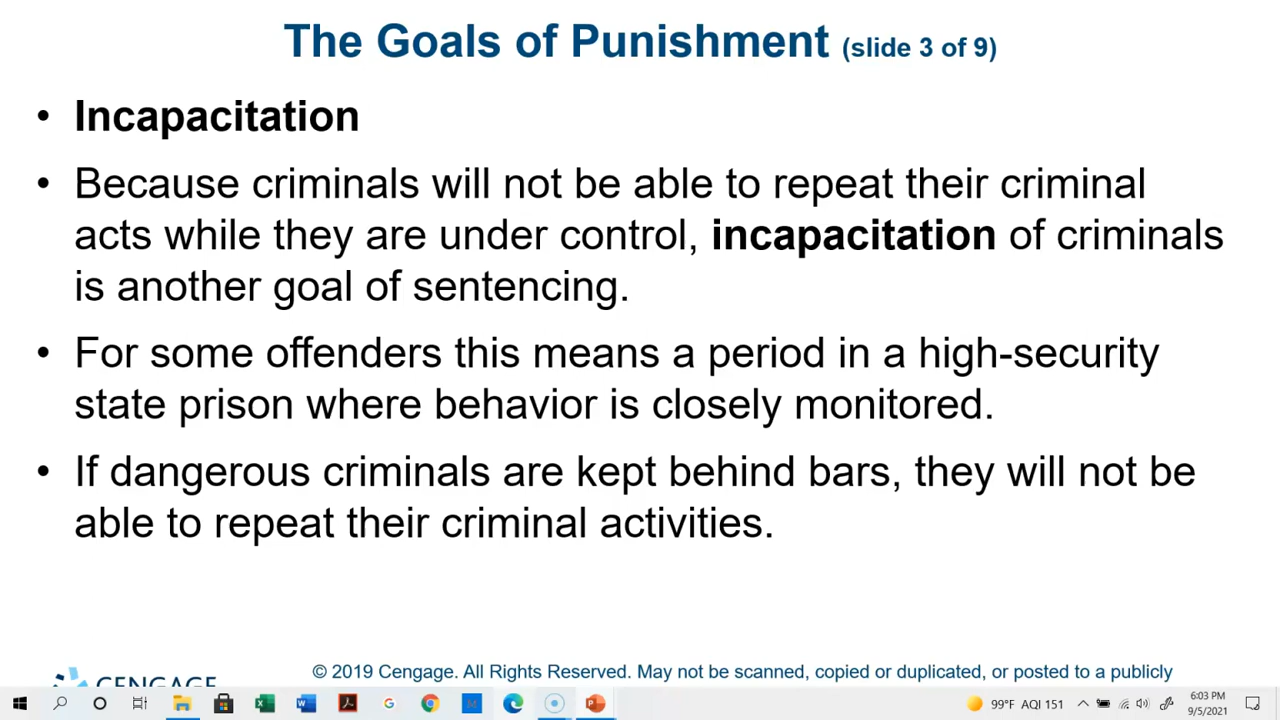 The Goals of Punishment (slide 3 of 9)
• Incapacitation
• Because criminals will not be able to repeat their criminal
acts while they are under control, incapacitation of criminals
is another goal of sentencing.
• For some offenders this means a period in a high-security
state prison where behavior is closely monitored.
• If dangerous criminals are kept behind bars, they will not be
able to repeat their criminal activities.
CENGAGE
© 2019 Cengage. All Rights Reserved. May not be scanned, copied or duplicated, or posted to a publicly
99°F AQI 151
6:03 PM
9/5/2021